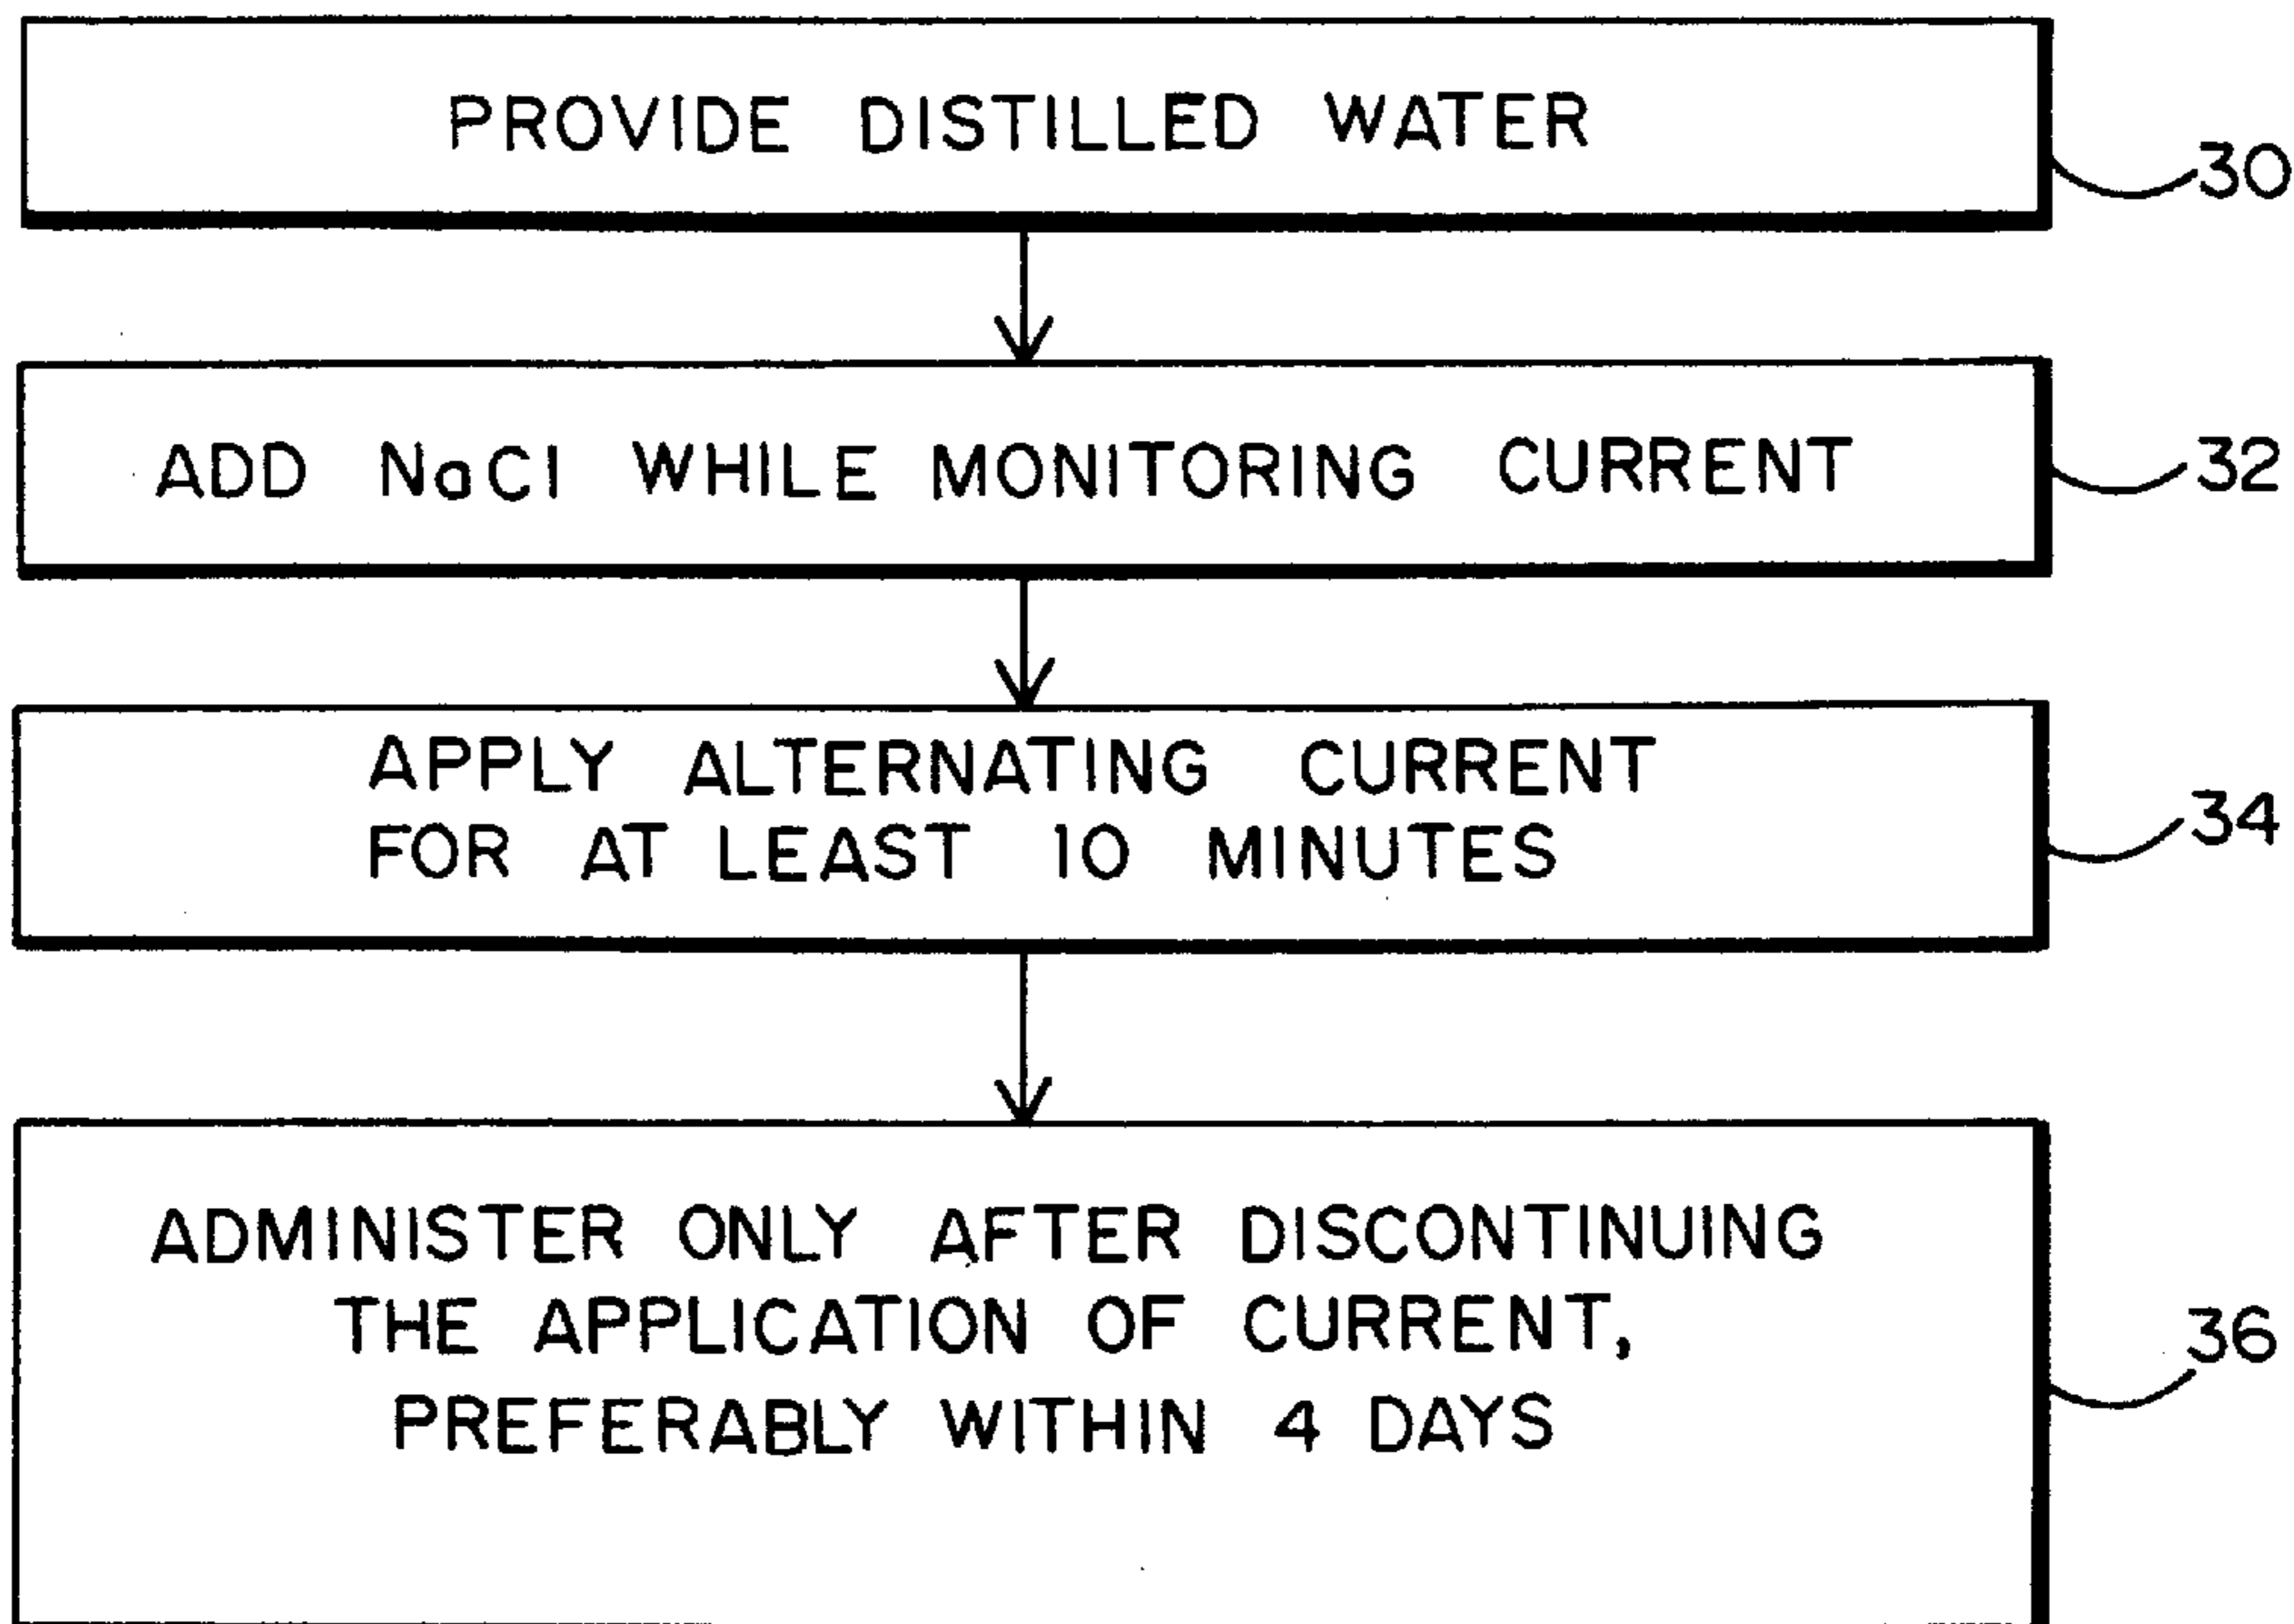 PROVIDE DISTILLED WATER
30
ADD NaCl WHILE MONITORING CURRENT
32
APPLY ALTERNATING CURRENT
FOR AT LEAST 10 MINUTES
34
ADMINISTER ONLY AFTER DISCONTINUING
THE APPLICATION OF CURRENT,
PREFERABLY WITHIN 4 DAYS
36